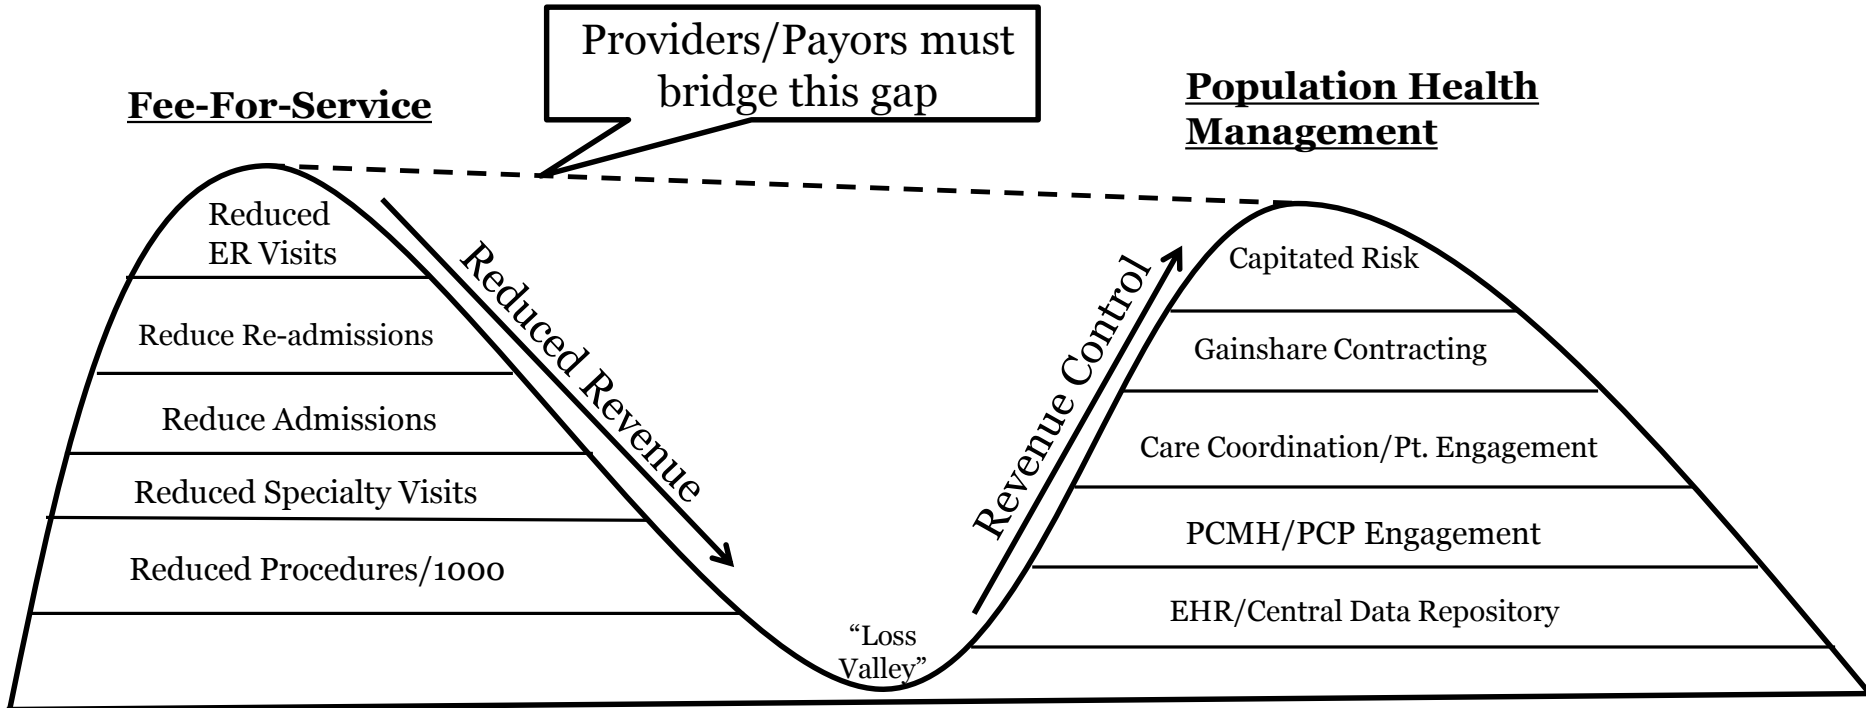 Providers/Payors must
bridge this gap
Fee-For-Service
Population Health
Management
Reduced
ER Visits
Reduce Re-admissions
Reduce Admissions
Reduced Specialty Visits
Reduced Procedures/1000
Reduced Revenue
“Loss
Valley”
Revenue Control
Capitated Risk
Gainshare Contracting
Care Coordination/Pt. Engagement
PCMH/PCP Engagement
EHR/Central Data Repository